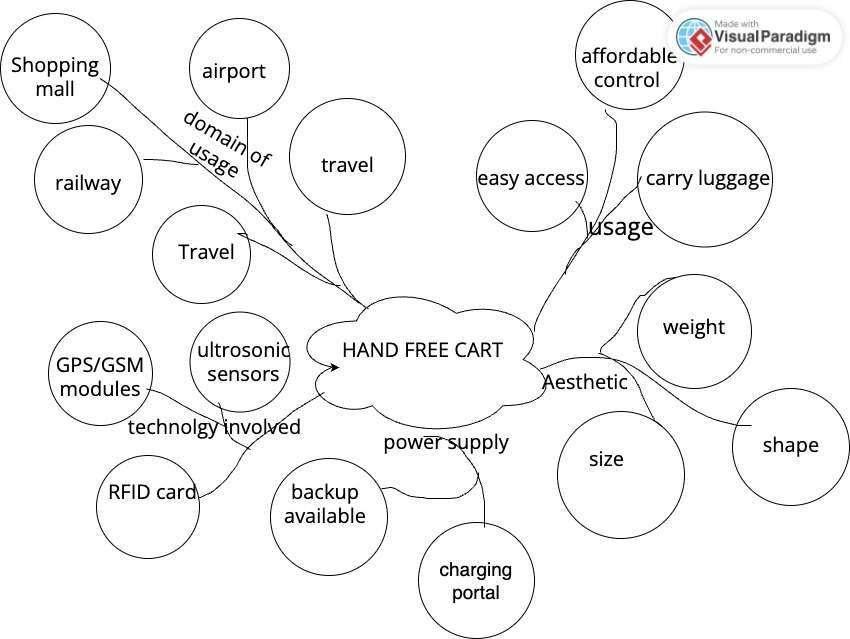 Made with
Visual Paradigm
For non-commercial use
affordable
control
Shopping
mall
airport
domain of
usage
travel
railway
easy access
carry luggage
usage
Travel
weight
HAND FREE CART
ultrosonic
sensors
GPS/GSM
modules
Aesthetic
technolgy involved
power supply
shape
size
RFID card
backup
available
charging
portal